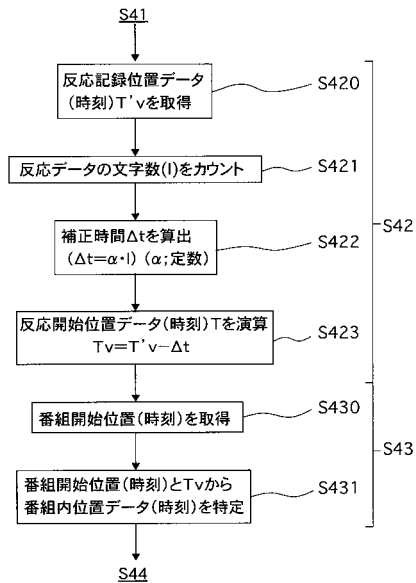 S41
反応記録位置データ
(時刻)T'vを取得
S420
反応データの文字数(l)をカウント
S421
補正時間Δtを算出
(Δt=α・l) (α;定数)
S422
反応開始位置データ(時刻)Tを演算
Tv=T'v-Δt
S423
S42
番組開始位置(時刻)を取得
S430
番組開始位置(時刻)とTvから
番組内位置データ(時刻)を特定
S431
S43
S44